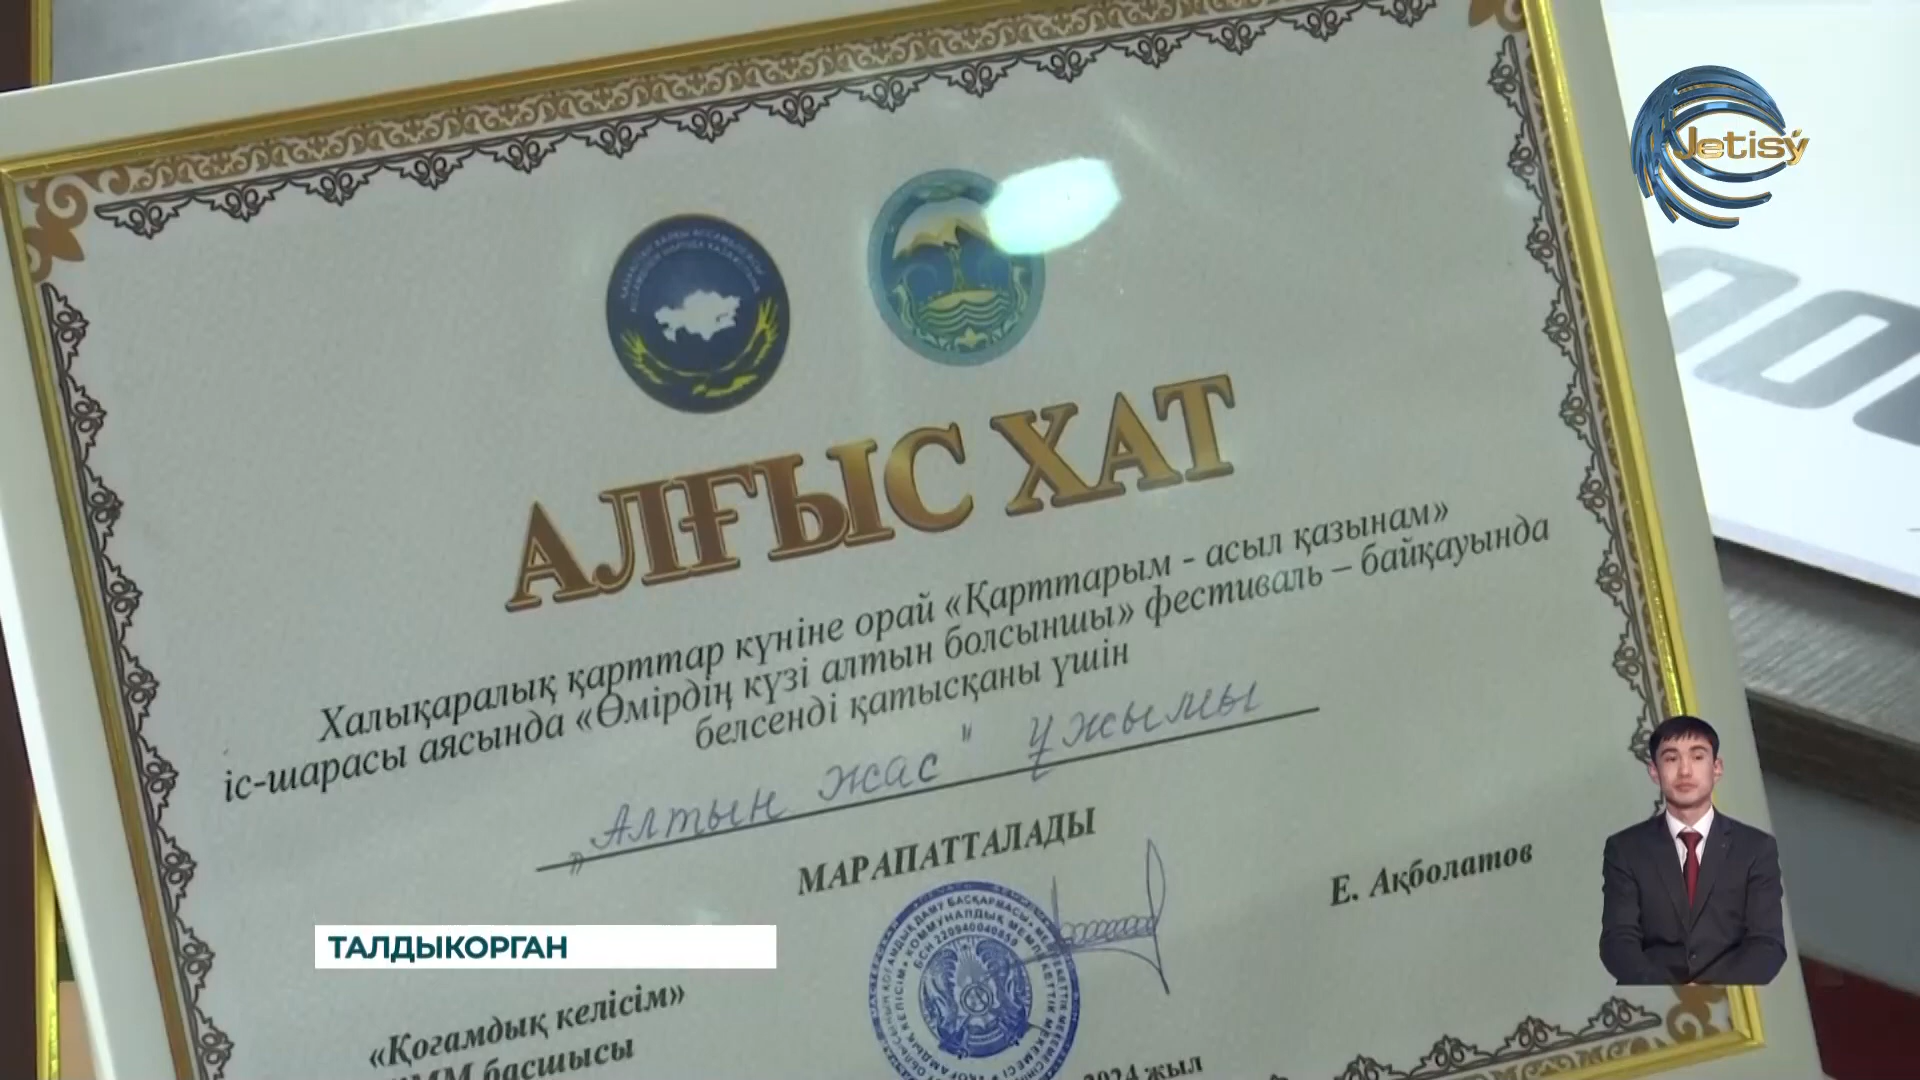 Jetisý
АЛҒЫС ХАТ
Халықаралық қарттар күніне орай «Қарттарым - асыл қазынам»
іс-шарасы аясында «Өмірдің күзі алтын болсыншы» фестиваль – байқауында
белсенді қатысқаны үшін
"Алтын жас" ұжымы
МАРАПАТТАЛАДЫ
Е. Ақболатов
ТАЛДЫКОРГАН
«Қоғамдық келісім»
басшысы
2024 жыл